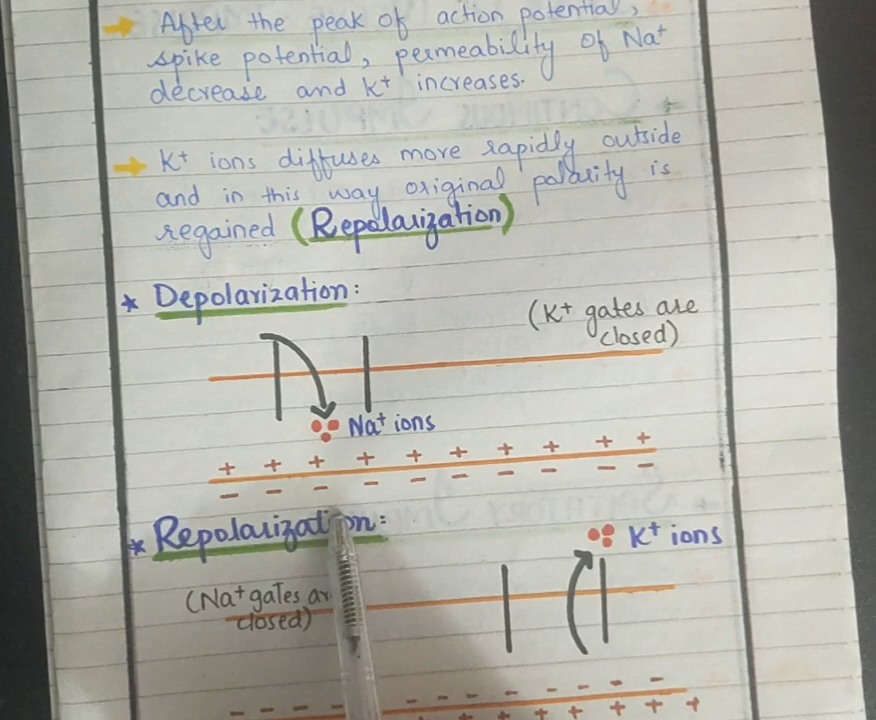 After the peak of action potential,
spike potential, permeability of Na+
decrease and K+ increases.
K+ ions diffuses more rapidly outside
and in this way original polarity is
regained (Repolarization)
* Depolarization:
(K+ gates are
closed)
Na+ ions
+ + + + + + + + +
− − − − − − − − −
* Repolarization:
K+ ions
(Na+ gates
closed)